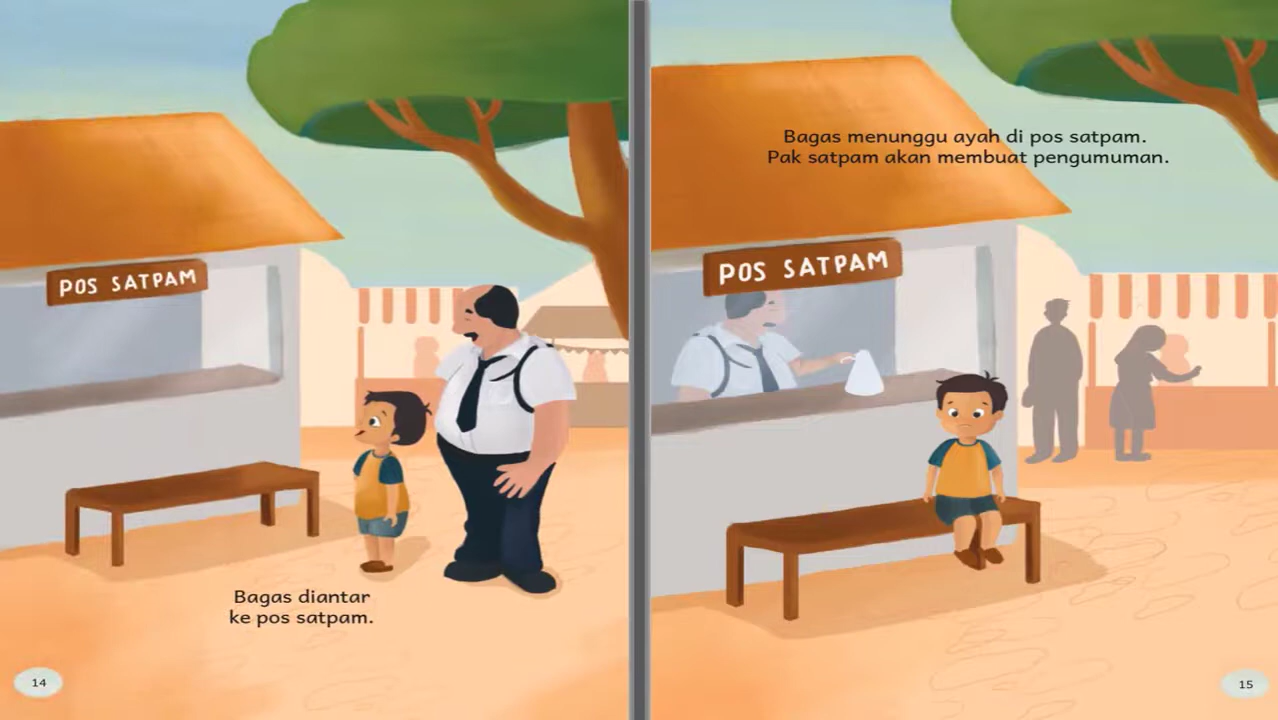 POS SATPAM
Bagas diantar
ke pos satpam.
14
Bagas menunggu ayah di pos satpam.
Pak satpam akan membuat pengumuman.
POS SATPAM
15